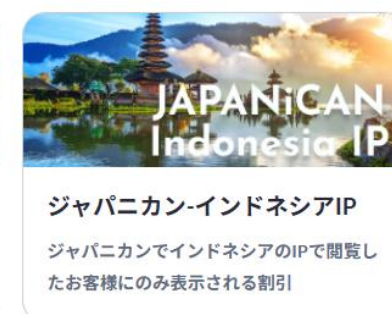 JAPANiCAN
Indonesia IP
ジャパニカン-インドネシアIP
ジャパニカンでインドネシアのIPで閲覧し
たお客様にのみ表示される割引